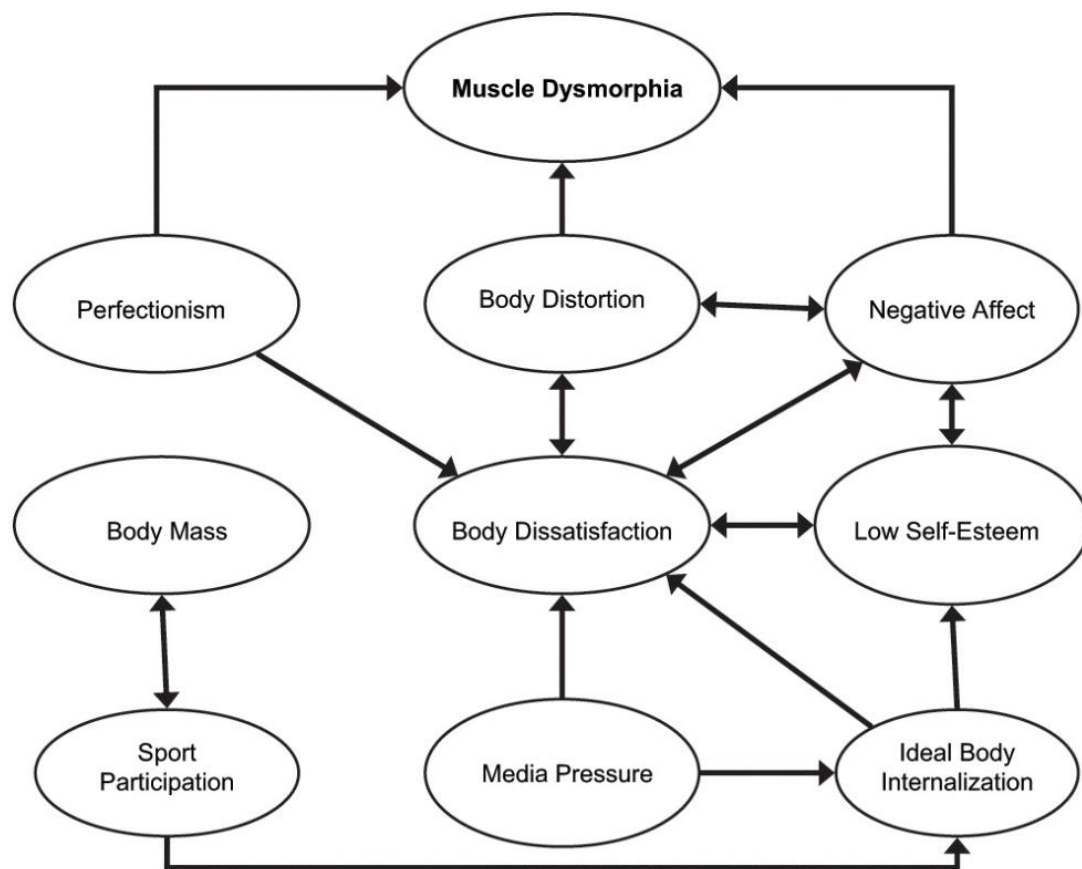 Muscle Dysmorphia
Perfectionism
Body Distortion
Negative Affect
Body Mass
Body Dissatisfaction
Low Self-Esteem
Sport
Participation
Media Pressure
Ideal Body
Internalization